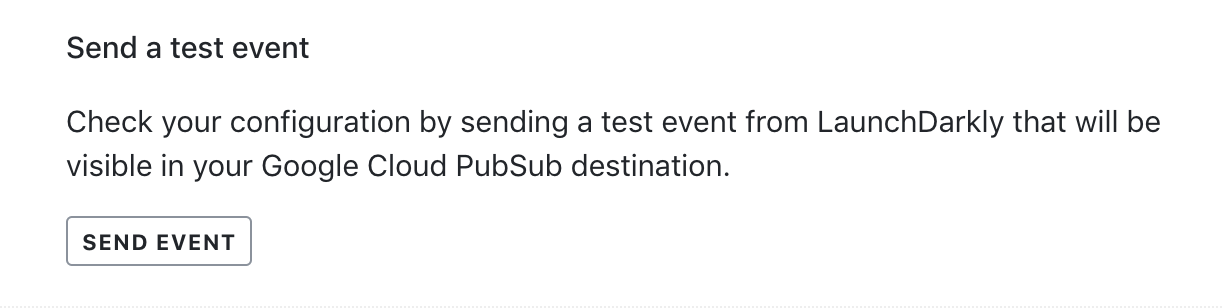 Send a test event
Check your configuration by sending a test event from LaunchDarkly that will be
visible in your Google Cloud PubSub destination.
SEND EVENT